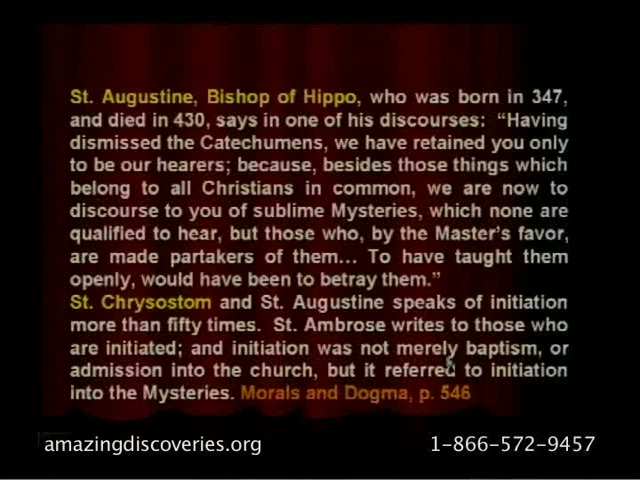 St. Augustine, Bishop of Hippo, who was born in 347,
and died in 430, says in one of his discourses: “Having
dismissed the Catechumens, we have retained you only
to be our hearers; because, besides those things which
belong to all Christians in common, we are now to
discourse to you of sublime Mysteries, which none are
qualified to hear, but those who, by the Master’s favor,
are made partakers of them... To have taught them
openly, would have been to betray them.”
St. Chrysostom and St. Augustine speaks of initiation
more than fifty times. St. Ambrose writes to those who
are initiated; and initiation was not merely baptism, or
admission into the church, but it referred to initiation
into the Mysteries. Morals and Dogma, p. 546
amazingdiscoveries.org 1-866-572-9457